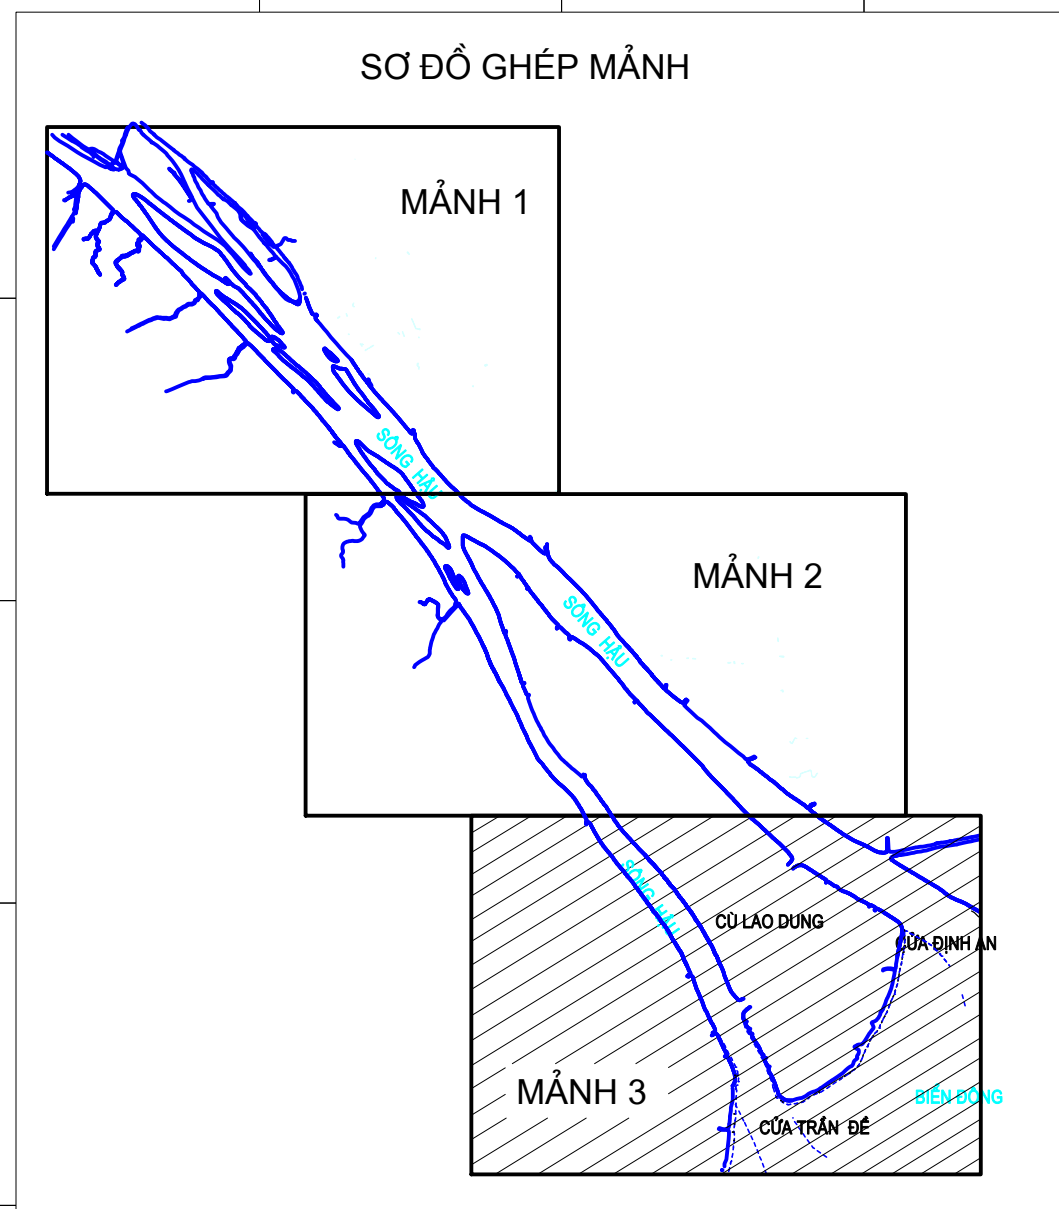 SƠ ĐỒ GHÉP MẢNH
MẢNH 1
SÔNG HẬU
MẢNH 2
SÔNG HẬU
SÔNG HẬU
CÙ LAO DUNG
CỬA ĐỊNH AN
MẢNH 3
BIỂN ĐÔNG
CỬA TRẦN ĐỀ